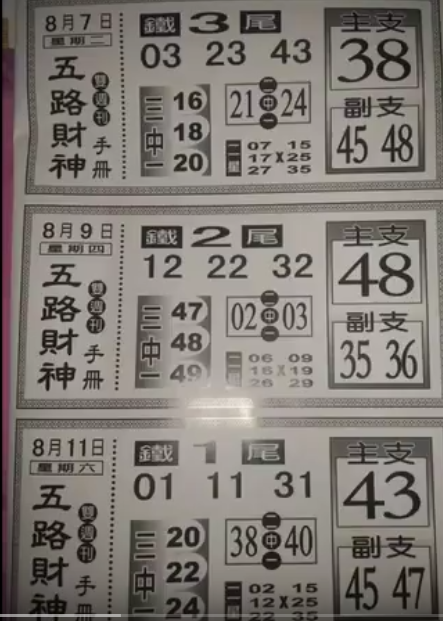 8月7日
星期二
五路財神
雙週刊
手冊
鐵3尾
03 23 43
三中一
16
18
20
21 二中一 24
二星
07 15
17 X 25
27 35
主支
38
副支
45 48
8月9日
星期四
五路財神
雙週刊
手冊
鐵2尾
12 22 32
三中一
47
48
49
02 二中一 03
二星
06 09
16 X 19
26 29
主支
48
副支
35 36
8月11日
星期六
五路財神
雙週刊
手冊
鐵1尾
01 11 31
三中一
20
22
24
38 二中一 40
二星
02 15
12 X 25
22 35
主支
43
副支
45 47